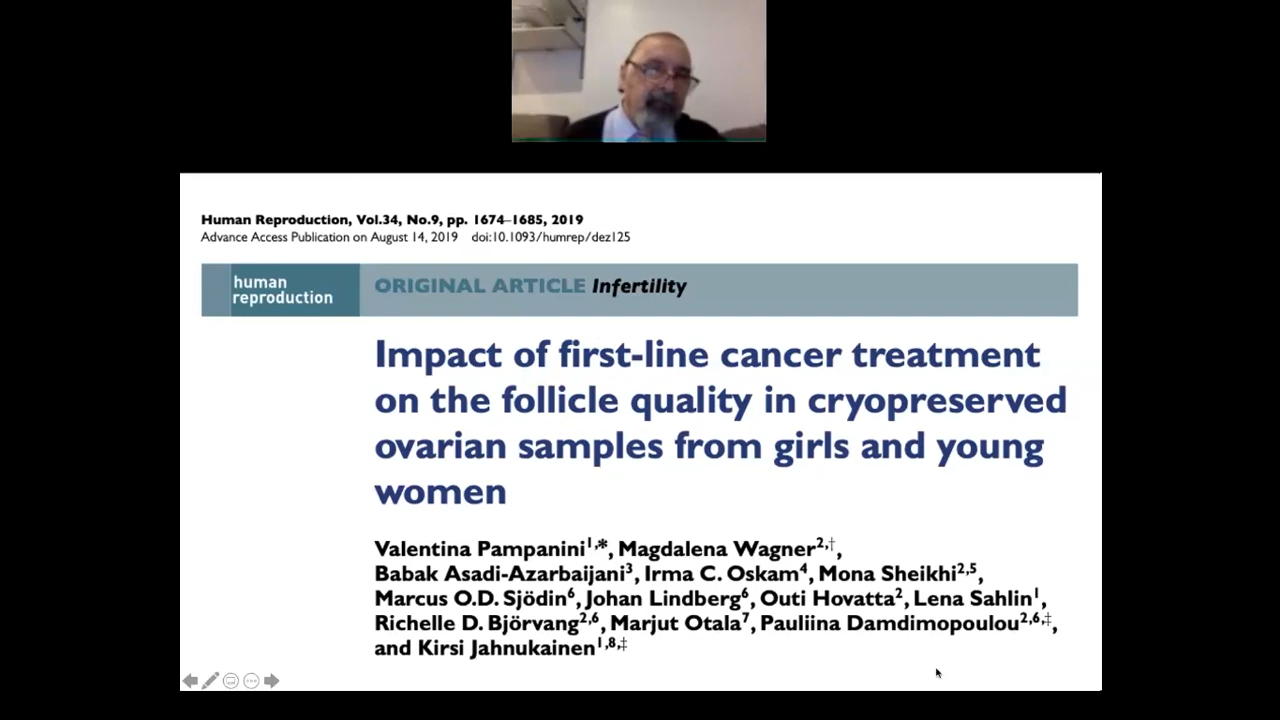 Human Reproduction, Vol.34, No.9, pp. 1674–1685, 2019
Advance Access Publication on August 14, 2019 doi:10.1093/humrep/dez125
human
reproduction
ORIGINAL ARTICLE Infertility
Impact of first-line cancer treatment
on the follicle quality in cryopreserved
ovarian samples from girls and young
women
Valentina Pampanini1,*, Magdalena Wagner2,†,
Babak Asadi-Azarbaijani3, Irma C. Oskam4, Mona Sheikhi2,5,
Marcus O.D. Sjödin6, Johan Lindberg6, Outi Hovatta2, Lena Sahlin1,
Richelle D. Björvang2,6, Marjut Otala7, Pauliina Damdimopoulou2,6,‡,
and Kirsi Jahnukainen1,8,‡